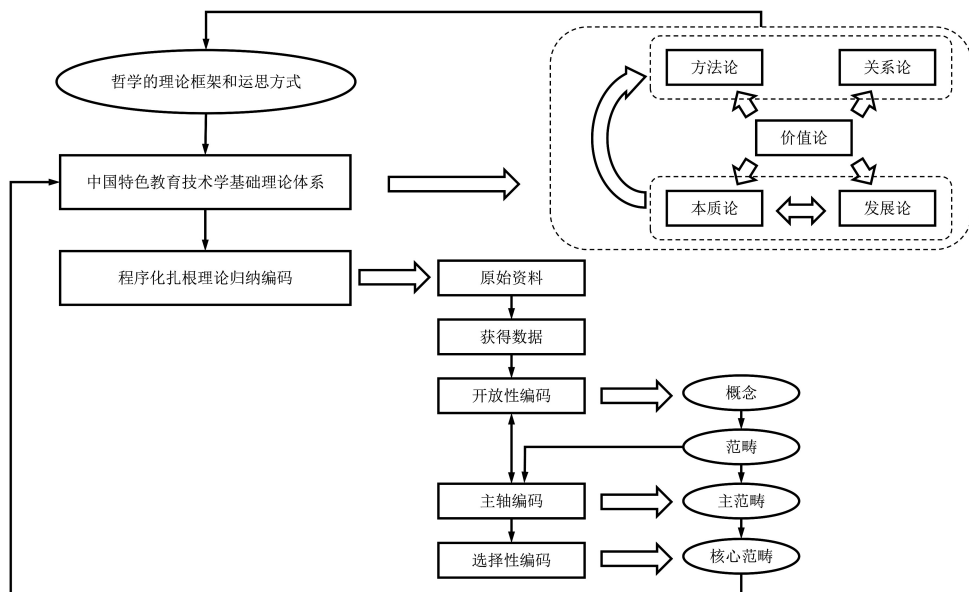 哲学的理论框架和运思方式
中国特色教育技术学基础理论体系
程序化扎根理论归纳编码
方法论
关系论
价值论
本质论
发展论
原始资料
获得数据
开放性编码
主轴编码
选择性编码
概念
范畴
主范畴
核心范畴